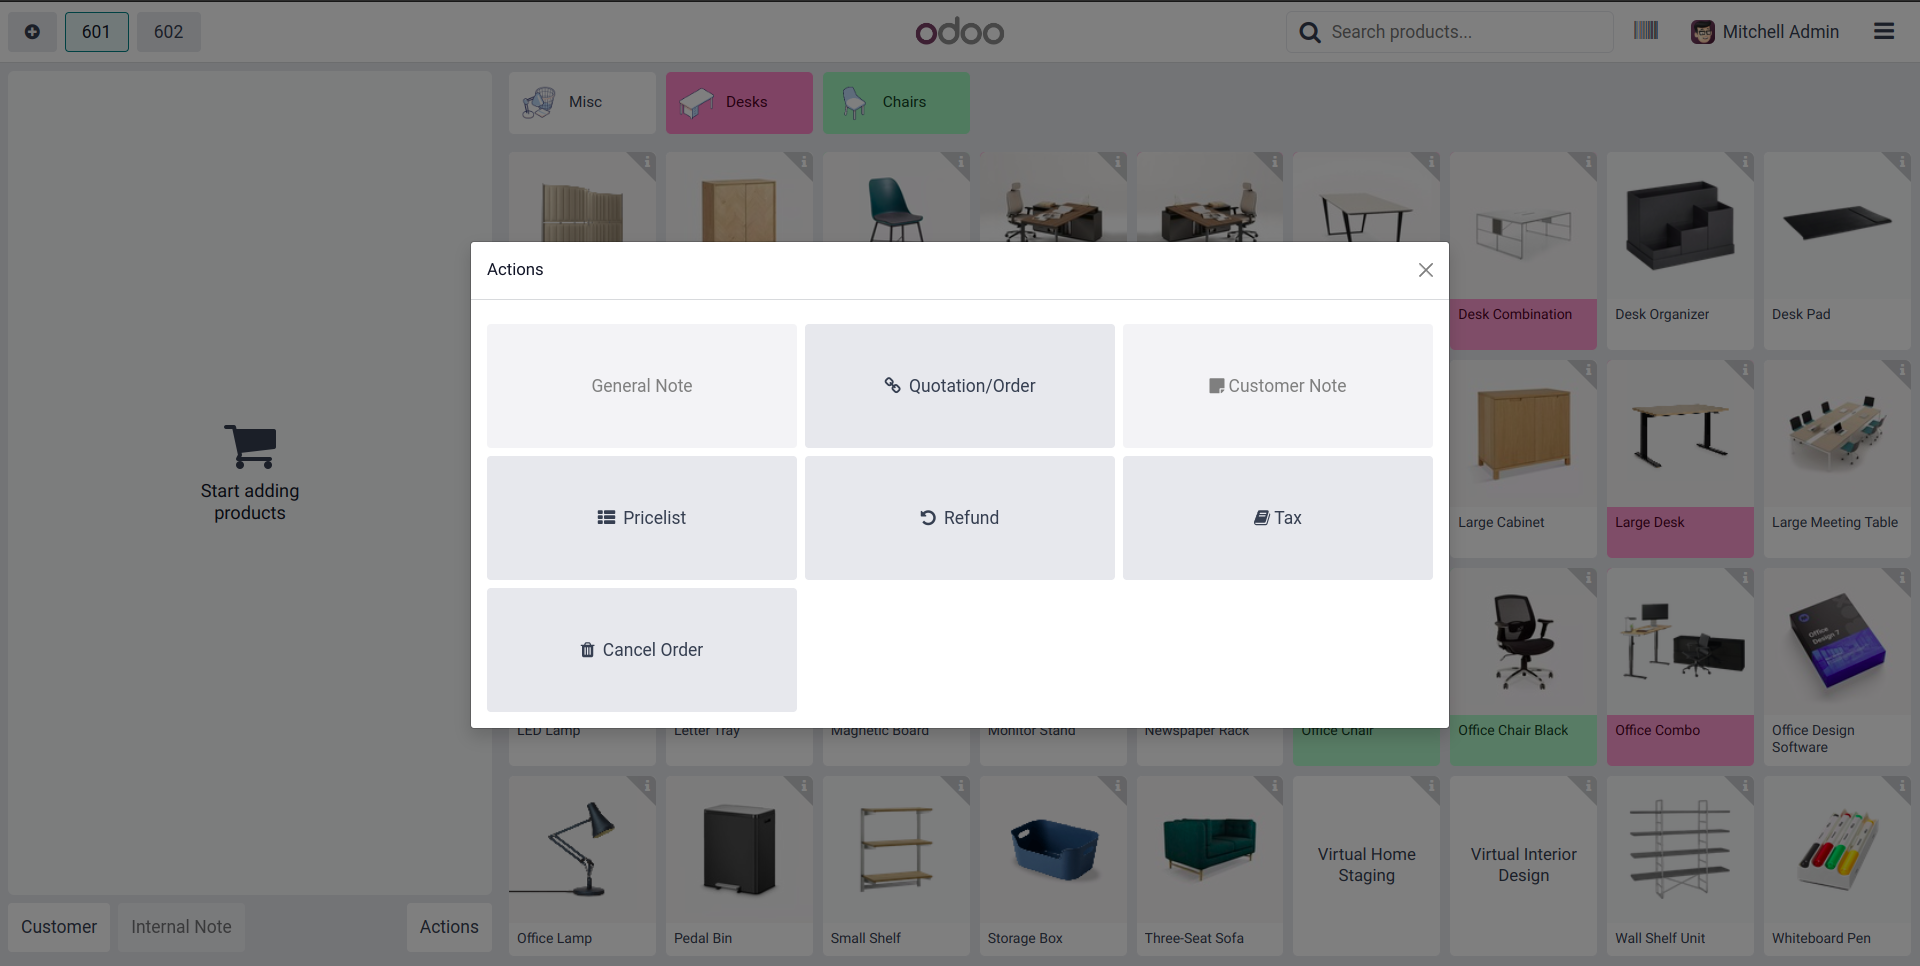 601
602
odoo
Search products...
Mitchell Admin
Misc
Desks
Chairs
Actions
Desk Combination
Desk Organizer
Desk Pad
General Note
Quotation/Order
Customer Note
Start adding
products
Pricelist
Refund
Tax
Large Cabinet
Large Desk
Large Meeting Table
Cancel Order
Office
Design 7
LED Lamp
Letter Tray
Magnetic Board
Monitor Stand
Newspaper Rack
Office Chair
Office Chair Black
Office Combo
Office Design
Software
Virtual Home
Staging
Virtual Interior
Design
Customer
Internal Note
Actions
Office Lamp
Pedal Bin
Small Shelf
Storage Box
Three-Seat Sofa
Wall Shelf Unit
Whiteboard Pen